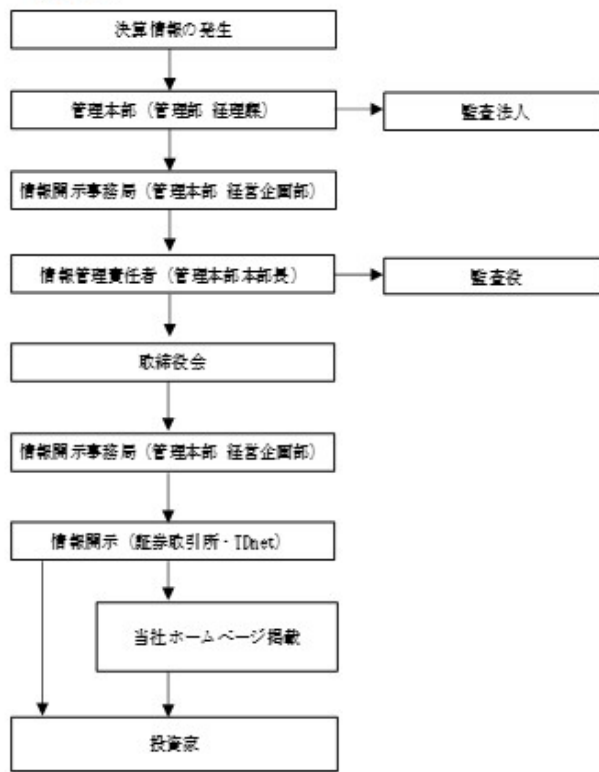 決算情報の発生
管理本部（管理部 経理課）
監査法人
情報開示事務局（管理本部 経営企画部）
情報管理責任者（管理本部本部長）
監査役
取締役会
情報開示事務局（管理本部 経営企画部）
情報開示（証券取引所・TDnet）
当社ホームページ掲載
投資家